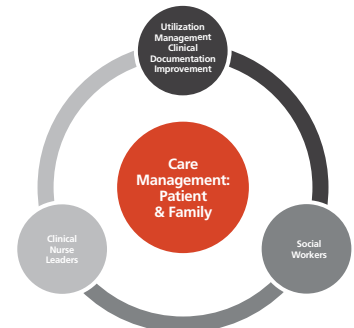 Utilization
Management
Clinical
Documentation
Improvement
Care
Management:
Patient
& Family
Clinical
Nurse
Leaders
Social
Workers